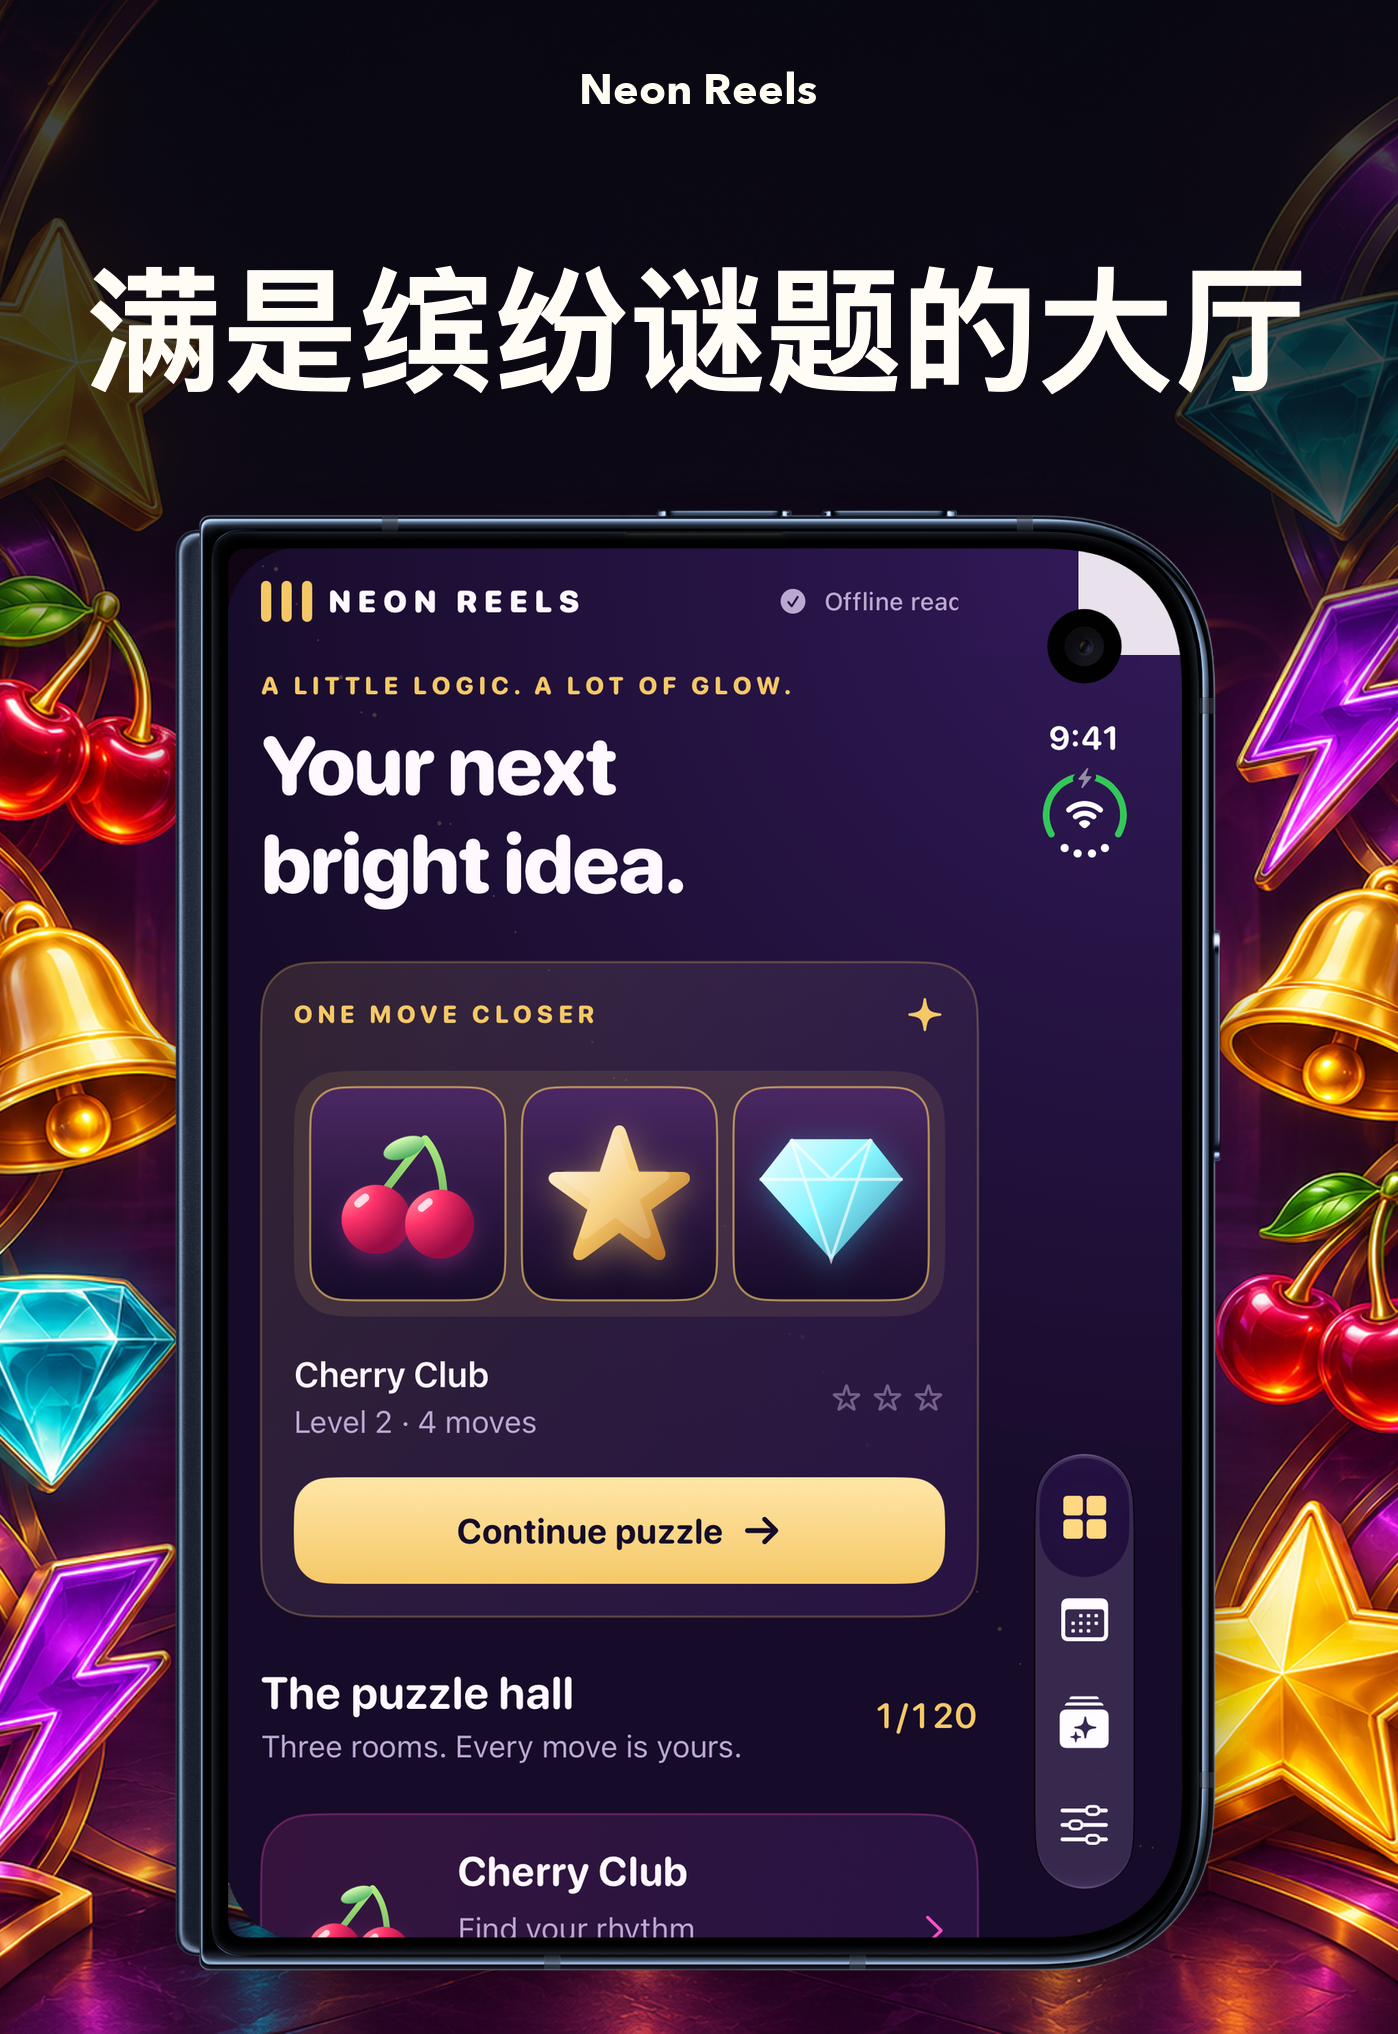 Neon Reels
满是缤纷谜题的大厅
NEON REELS
Offline reac
A LITTLE LOGIC. A LOT OF GLOW.
9:41
Your next
bright idea.
ONE MOVE CLOSER
Cherry Club
Level 2 · 4 moves
Continue puzzle →
The puzzle hall
1/120
Three rooms. Every move is yours.
Cherry Club
Find your rhythm